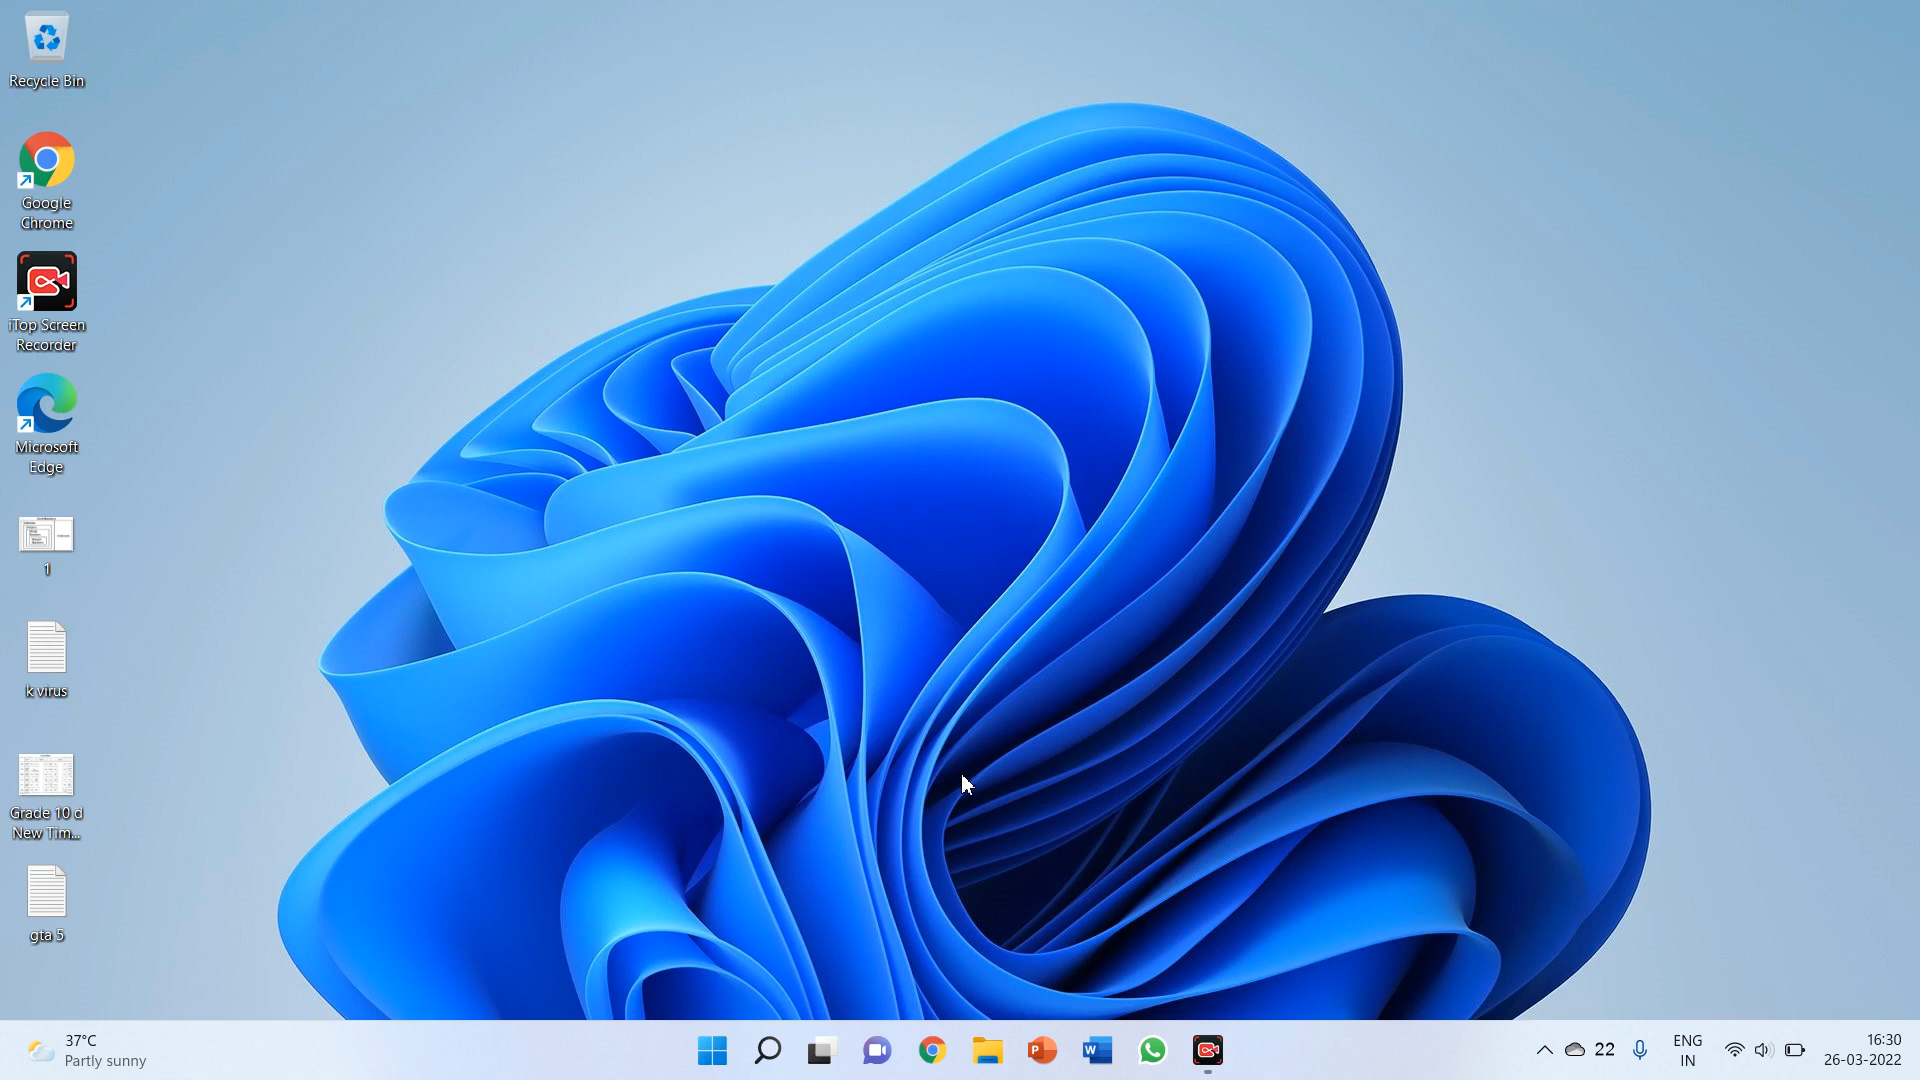 Recycle Bin
Google
Chrome
iTop Screen
Recorder
Microsoft
Edge
1
k virus
Grade 10 d
New Tim...
gta 5
37°C
Partly sunny
22
ENG
IN
16:30
26-03-2022